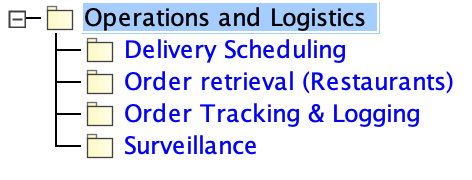 Operations and Logistics
Delivery Scheduling
Order retrieval (Restaurants)
Order Tracking & Logging
Surveillance